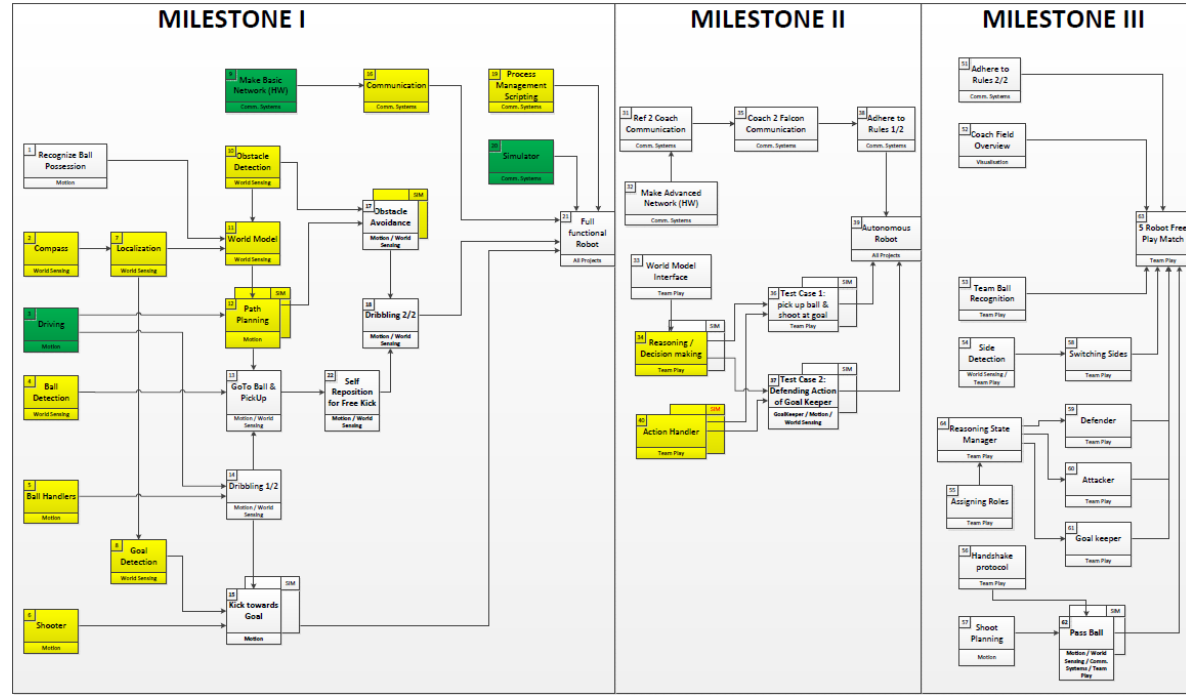 MILESTONE I
9
Make Basic
Network (HW)
Comm. Systems
16
Communication
Comm. Systems
19
Process
Management
Scripting
Comm. Systems
1
Recognize Ball
Possession
Motion
10
Obstacle
Detection
World Sensing
20
Simulator
Comm. Systems
SIM
17
Obstacle
Avoidance
Motion / World
Sensing
21
Full
functional
Robot
All Projects
2
Compass
World Sensing
7
Localization
World Sensing
11
World Model
World Sensing
SIM
12
Path
Planning
Motion
3
Driving
Motion
18
Dribbling 2/2
Motion / World
Sensing
4
Ball
Detection
World Sensing
13
GoTo Ball &
PickUp
Motion / World
Sensing
22
Self
Reposition
for Free Kick
Motion / World
Sensing
5
Ball Handlers
Motion
14
Dribbling 1/2
Motion / World
Sensing
8
Goal
Detection
World Sensing
SIM
15
Kick towards
Goal
Motion
6
Shooter
Motion
MILESTONE II
31
Ref 2 Coach
Communication
Comm. Systems
35
Coach 2 Falcon
Communication
Comm. Systems
38
Adhere to
Rules 1/2
Comm. Systems
32
Make Advanced
Network (HW)
Comm. Systems
39
Autonomous
Robot
All Projects
33
World Model
Interface
Team Play
SIM
36
Test Case 1:
pick up ball &
shoot at goal
Team Play
SIM
34
Reasoning /
Decision making
Team Play
SIM
37
Test Case 2:
Defending Action
of Goal Keeper
GoalKeeper / Motion /
World Sensing
SIM
40
Action Handler
Team Play
MILESTONE III
51
Adhere to
Rules 2/2
Comm. Systems
52
Coach Field
Overview
Visualisation
63
5 Robot Free
Play Match
Team Play
53
Team Ball
Recognition
Team Play
54
Side
Detection
World Sensing /
Team Play
58
Switching Sides
Team Play
59
Defender
Team Play
64
Reasoning State
Manager
Team Play
60
Attacker
Team Play
55
Assigning Roles
Team Play
61
Goal keeper
Team Play
56
Handshake
protocol
Team Play
SIM
62
Pass Ball
Motion / World
Sensing / Comm.
Systems / Team
Play
57
Shoot
Planning
Motion